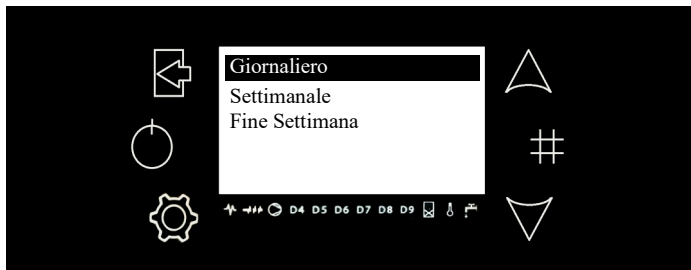 Giornaliero
Settimanale
Fine Settimana
D4 D5 D6 D7 D8 D9